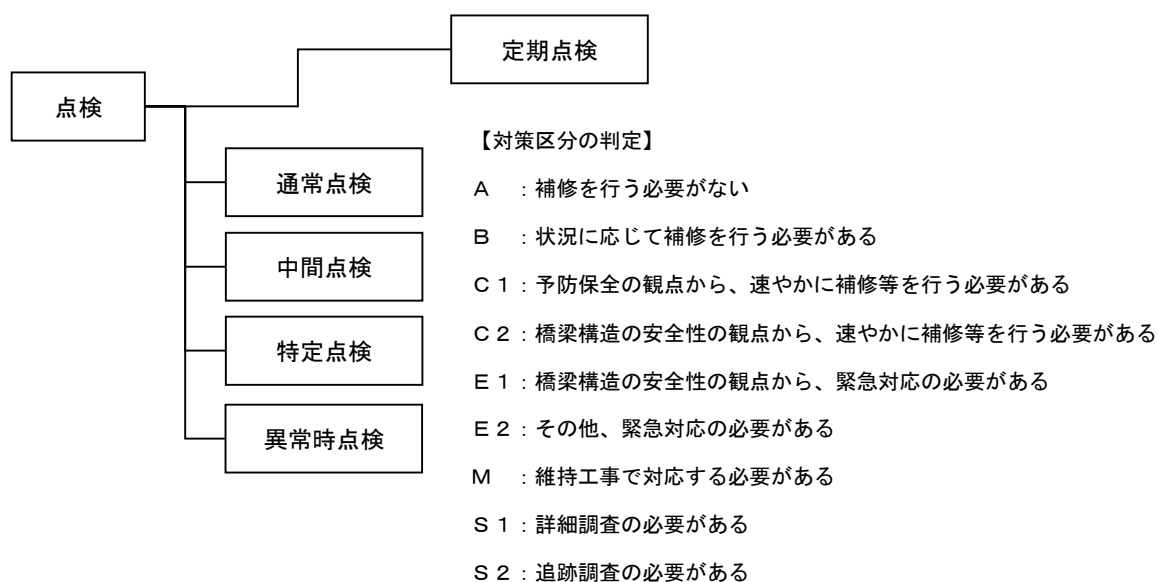 定期点検
点検
通常点検
中間点検
特定点検
異常時点検
【対策区分の判定】
Ａ　：補修を行う必要がない
Ｂ　：状況に応じて補修を行う必要がある
Ｃ１：予防保全の観点から、速やかに補修等を行う必要がある
Ｃ２：橋梁構造の安全性の観点から、速やかに補修等を行う必要がある
Ｅ１：橋梁構造の安全性の観点から、緊急対応の必要がある
Ｅ２：その他、緊急対応の必要がある
Ｍ　：維持工事で対応する必要がある
Ｓ１：詳細調査の必要がある
Ｓ２：追跡調査の必要がある